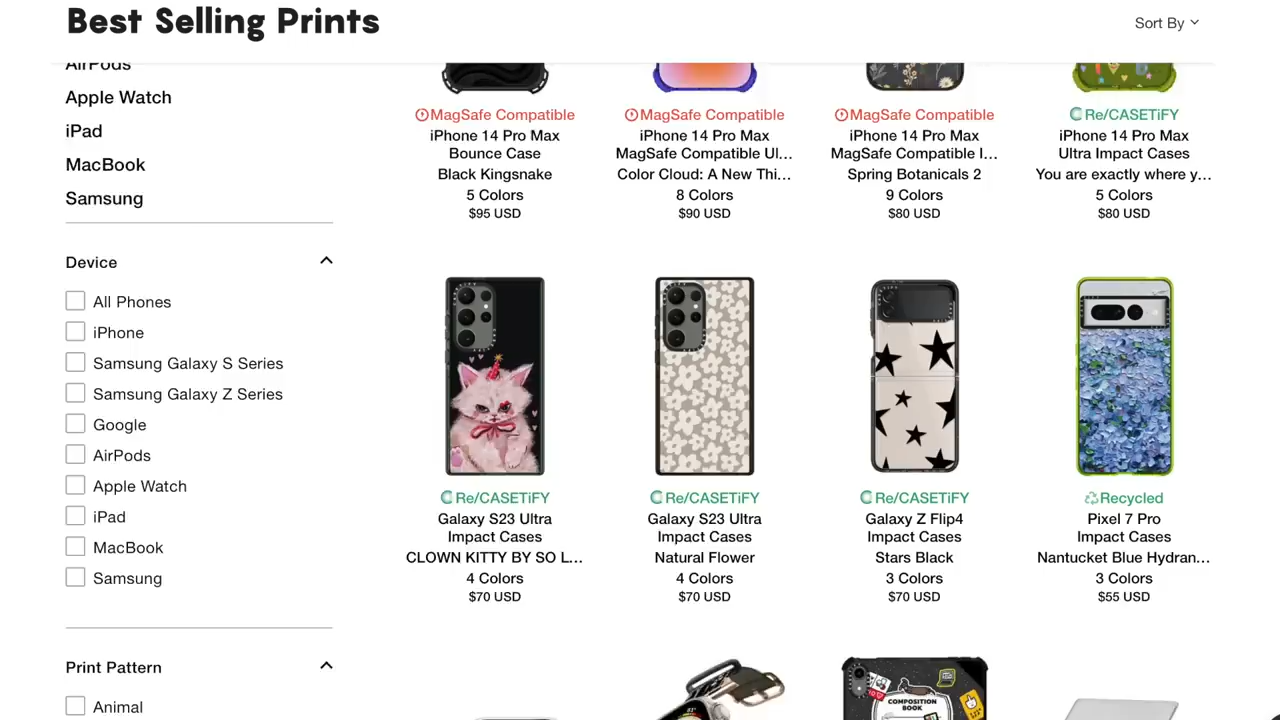 Best Selling Prints
Sort By
AirPods
Apple Watch
iPad
MacBook
Samsung
Device
All Phones
iPhone
Samsung Galaxy S Series
Samsung Galaxy Z Series
Google
AirPods
Apple Watch
iPad
MacBook
Samsung
Print Pattern
Animal
MagSafe Compatible
iPhone 14 Pro Max
Bounce Case
Black Kingsnake
5 Colors
$95 USD
MagSafe Compatible
iPhone 14 Pro Max
MagSafe Compatible Ul...
Color Cloud: A New Thi...
8 Colors
$90 USD
MagSafe Compatible
iPhone 14 Pro Max
MagSafe Compatible I...
Spring Botanicals 2
9 Colors
$80 USD
Re/CASETiFY
iPhone 14 Pro Max
Ultra Impact Cases
You are exactly where y...
5 Colors
$80 USD
Re/CASETiFY
Galaxy S23 Ultra
Impact Cases
CLOWN KITTY BY SO L...
4 Colors
$70 USD
Re/CASETiFY
Galaxy S23 Ultra
Impact Cases
Natural Flower
4 Colors
$70 USD
Re/CASETiFY
Galaxy Z Flip4
Impact Cases
Stars Black
3 Colors
$70 USD
Recycled
Pixel 7 Pro
Impact Cases
Nantucket Blue Hydran...
3 Colors
$55 USD
COMPOSITION
BOOK